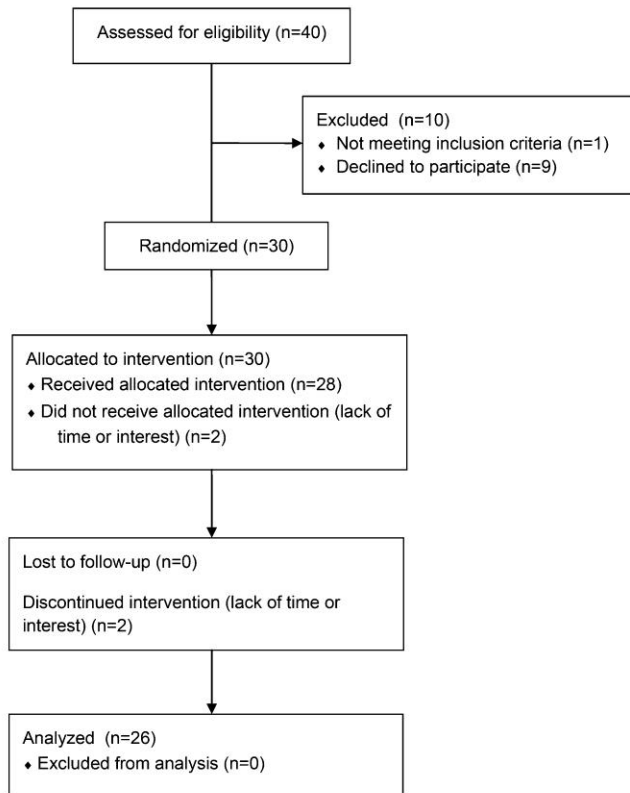 Assessed for eligibility (n=40)
Excluded (n=10)
♦ Not meeting inclusion criteria (n=1)
♦ Declined to participate (n=9)
Randomized (n=30)
Allocated to intervention (n=30)
♦ Received allocated intervention (n=28)
♦ Did not receive allocated intervention (lack of
time or interest) (n=2)
Lost to follow-up (n=0)
Discontinued intervention (lack of time or
interest) (n=2)
Analyzed (n=26)
♦ Excluded from analysis (n=0)